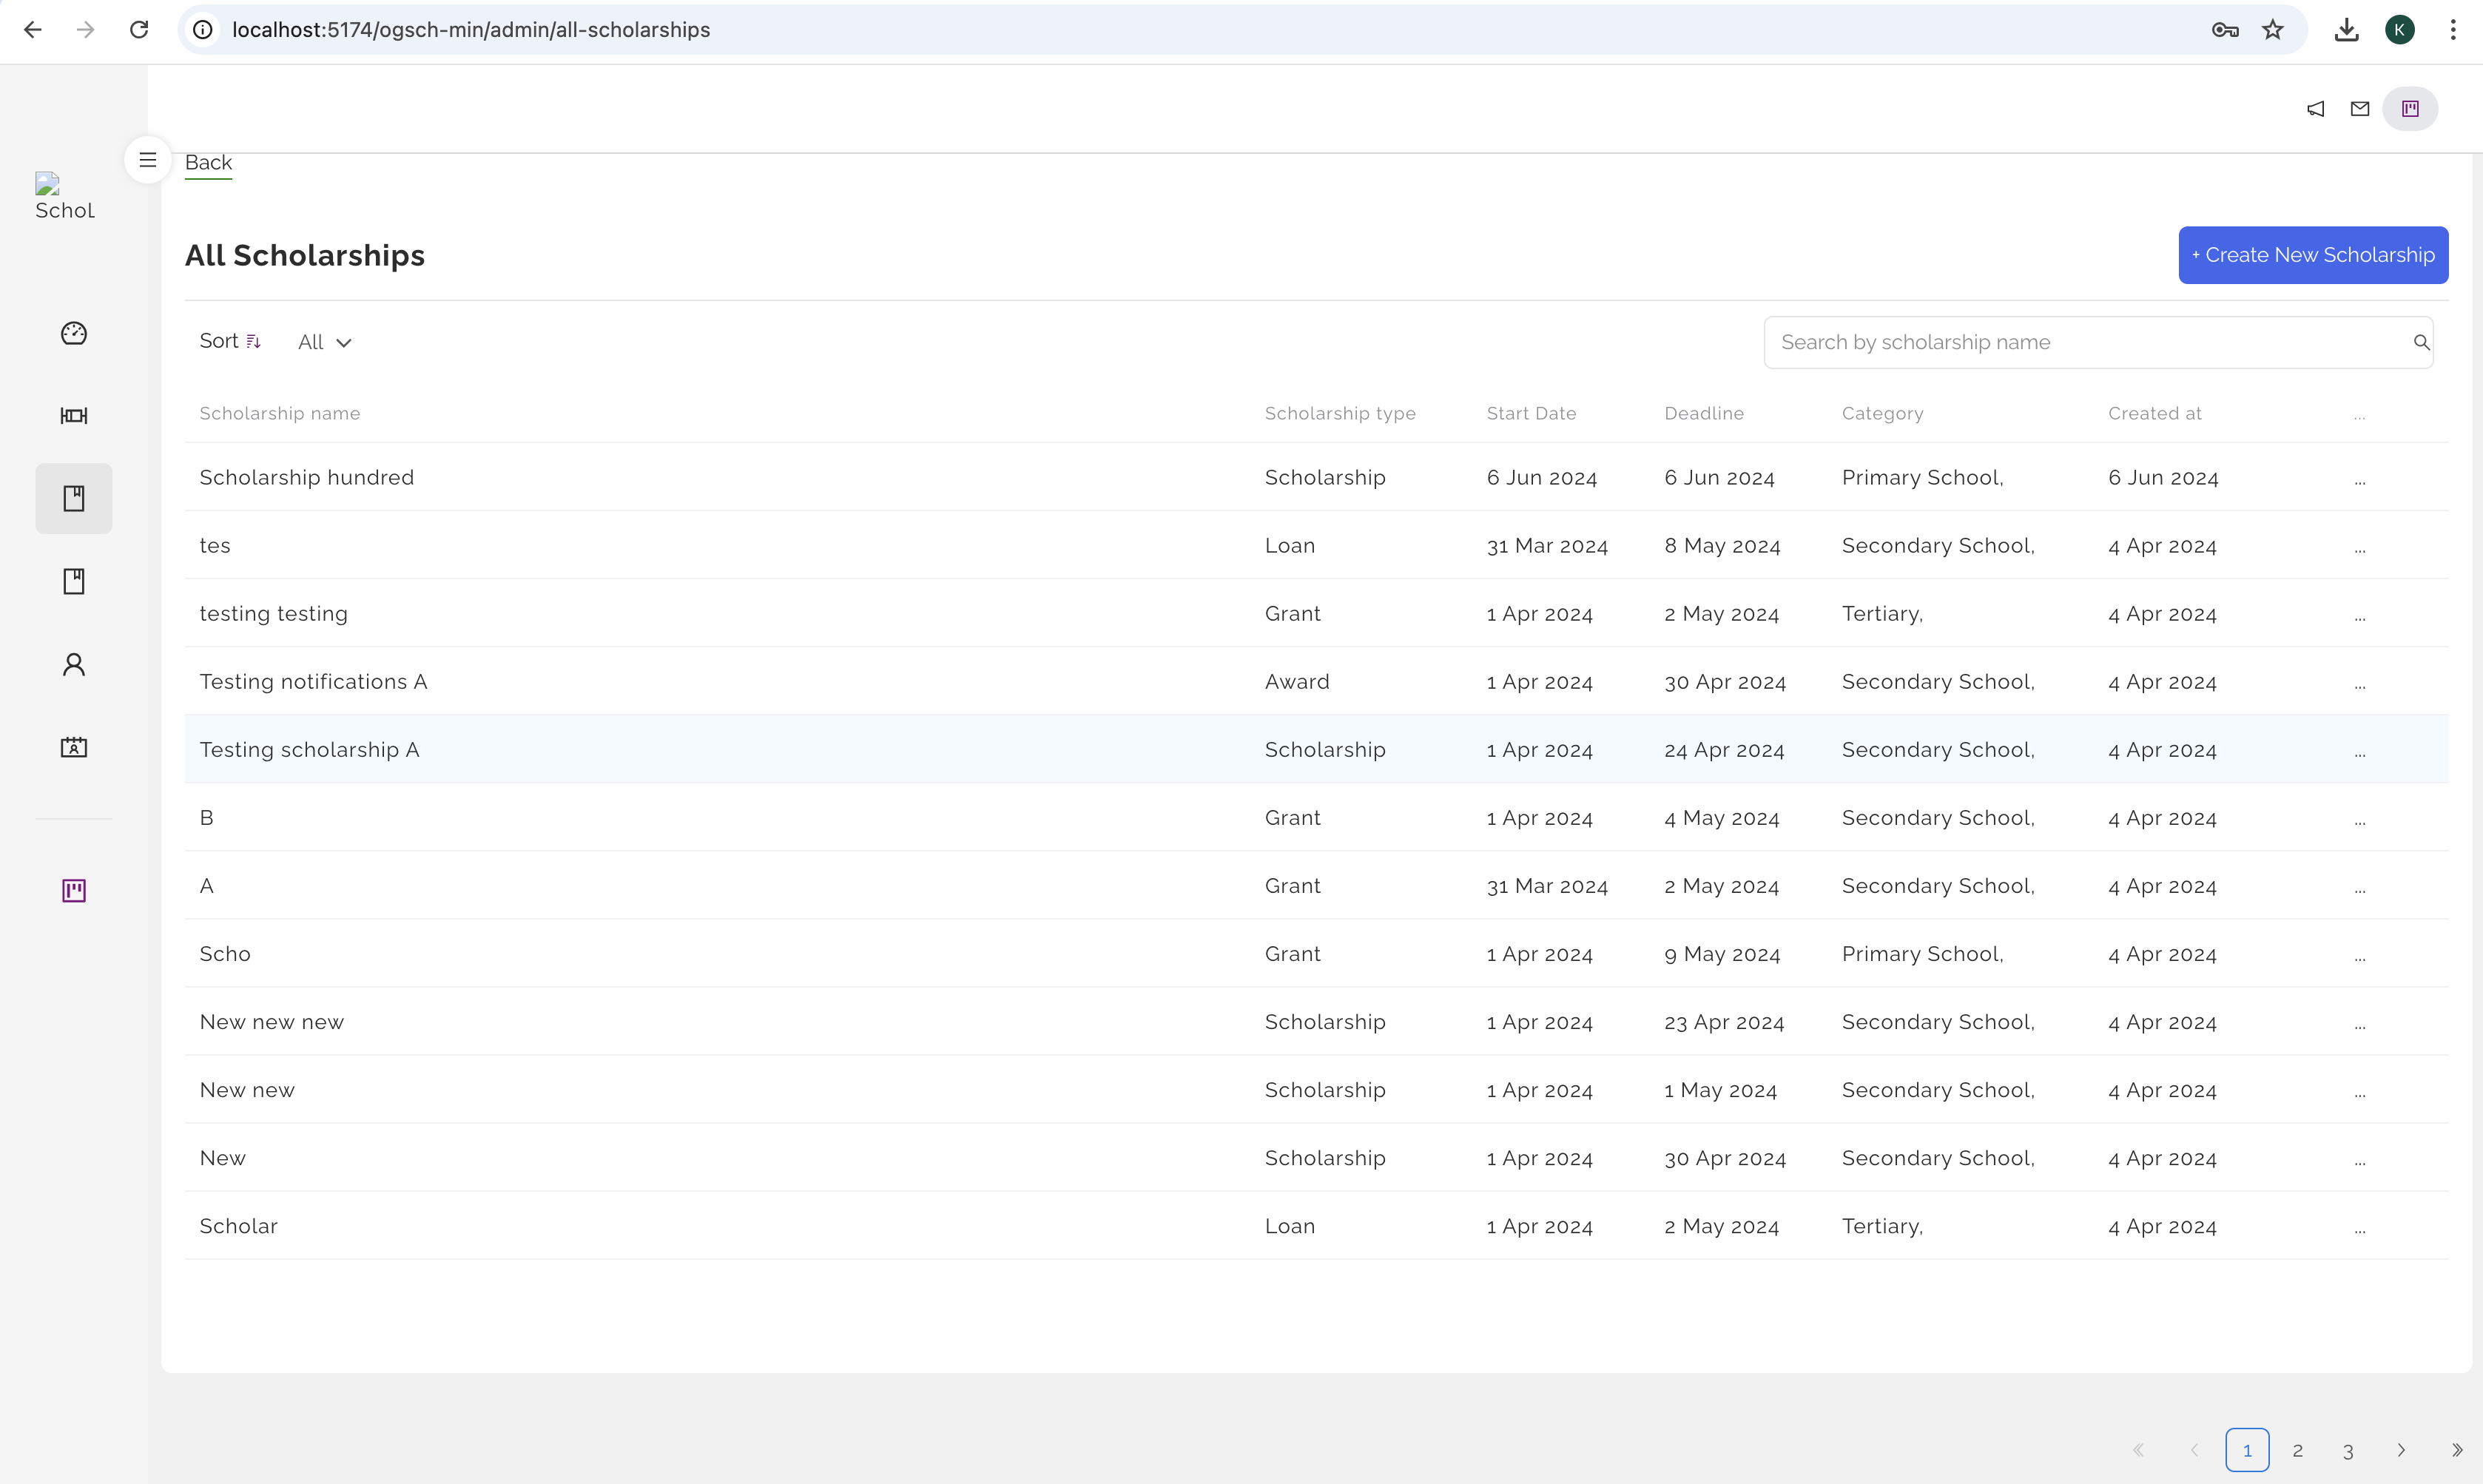 localhost:5174/ogsch-min/admin/all-scholarships
K
Back
Schol
All Scholarships
+ Create New Scholarship
Sort All
Search by scholarship name
Scholarship name Scholarship type Start Date Deadline Category Created at ...
Scholarship hundred Scholarship 6 Jun 2024 6 Jun 2024 Primary School, 6 Jun 2024 ...
tes Loan 31 Mar 2024 8 May 2024 Secondary School, 4 Apr 2024 ...
testing testing Grant 1 Apr 2024 2 May 2024 Tertiary, 4 Apr 2024 ...
Testing notifications A Award 1 Apr 2024 30 Apr 2024 Secondary School, 4 Apr 2024 ...
Testing scholarship A Scholarship 1 Apr 2024 24 Apr 2024 Secondary School, 4 Apr 2024 ...
B Grant 1 Apr 2024 4 May 2024 Secondary School, 4 Apr 2024 ...
A Grant 31 Mar 2024 2 May 2024 Secondary School, 4 Apr 2024 ...
Scho Grant 1 Apr 2024 9 May 2024 Primary School, 4 Apr 2024 ...
New new new Scholarship 1 Apr 2024 23 Apr 2024 Secondary School, 4 Apr 2024 ...
New new Scholarship 1 Apr 2024 1 May 2024 Secondary School, 4 Apr 2024 ...
New Scholarship 1 Apr 2024 30 Apr 2024 Secondary School, 4 Apr 2024 ...
Scholar Loan 1 Apr 2024 2 May 2024 Tertiary, 4 Apr 2024 ...
« ‹ 1 2 3 › »